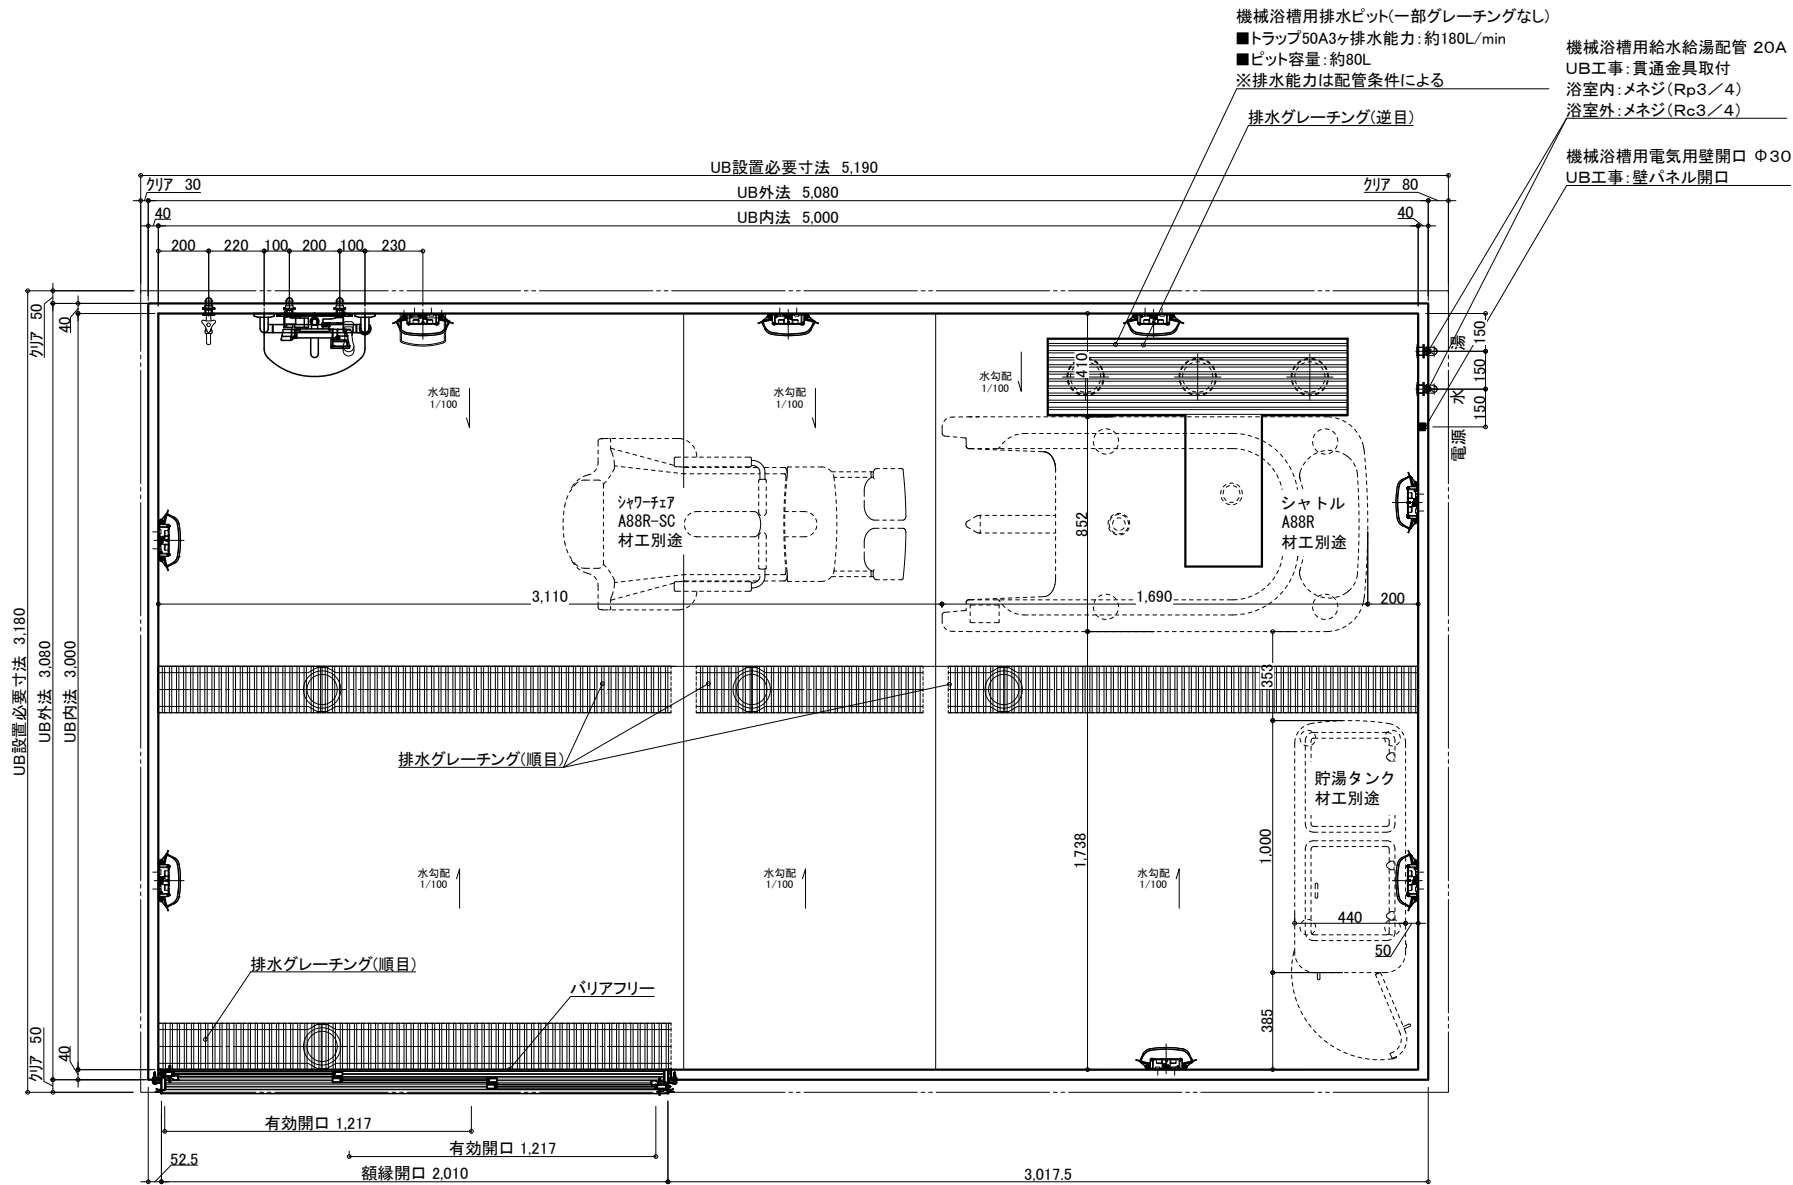 機械浴槽用排水ピット(一部グレーチングなし)
■トラップ50A3ヶ排水能力:約180L/min
■ピット容量:約80L
※排水能力は配管条件による
機械浴槽用給水給湯配管 20A
UB工事:貫通金具取付
浴室内:メネジ(Rp3/4)
浴室外:メネジ(Rc3/4)
排水グレーチング(逆目)
機械浴槽用電気用壁開口 Φ30
UB工事:壁パネル開口
UB設置必要寸法 5,190
クリア 30
UB外法 5,080
クリア 80
40
UB内法 5,000
40
200
220
100
200
100
230
クリア 50
40
UB設置必要寸法 3,180
UB外法 3,080
UB内法 3,000
クリア 50
40
水勾配
1/100
水勾配
1/100
水勾配
1/100
410
湯
150
水
150
電源
150
シャワーチェア
A88R-SC
材工別途
シャトル
A88R
材工別途
852
3,110
1,690
200
353
排水グレーチング(順目)
貯湯タンク
材工別途
1,738
1,000
水勾配
1/100
水勾配
1/100
水勾配
1/100
440
50
排水グレーチング(順目)
バリアフリー
385
有効開口 1,217
有効開口 1,217
52.5
額縁開口 2,010
3,017.5